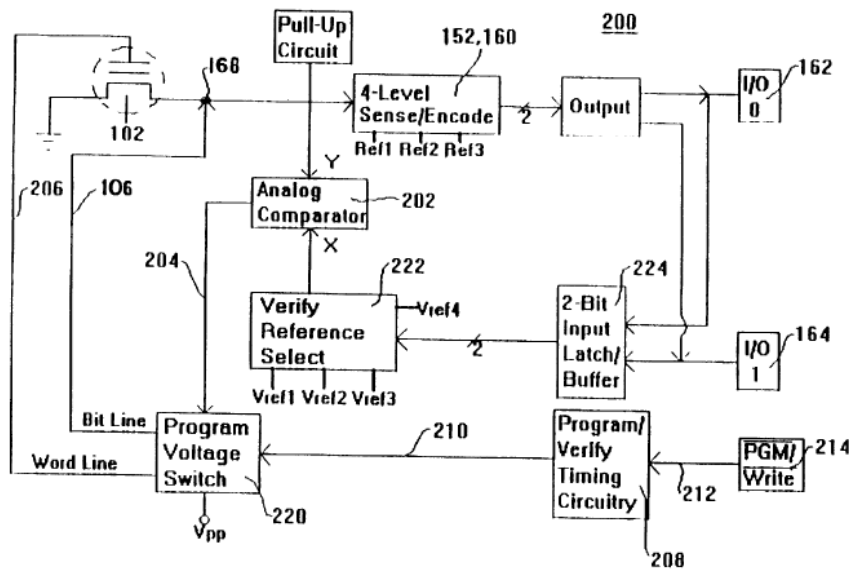 Pull-Up
Circuit
200
152,160
168
4-Level
Sense/Encode
2
Output
I/O
0
162
102
Ref1 Ref2 Ref3
206
106
Y
Analog
Comparator
202
X
204
222
224
Verify
Reference
Select
Vref4
2
2-Bit
Input
Latch/
Buffer
I/O
1
164
Vref1 Vref2 Vref3
Bit Line
Word Line
Program
Voltage
Switch
210
Program/
Verify
Timing
Circuitry
PGM/
Write
214
212
220
Vpp
208